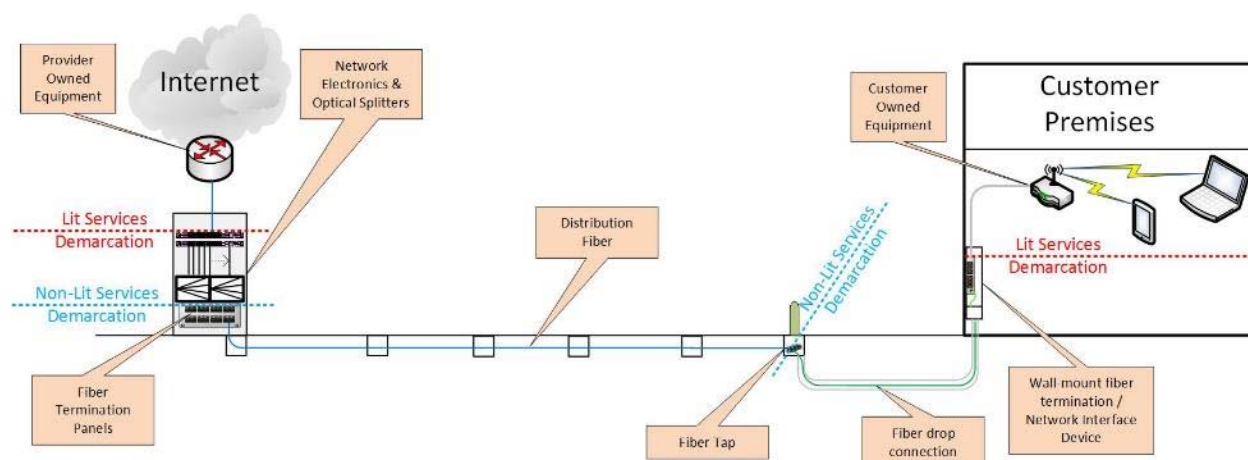 Provider
Owned
Equipment
Internet
Network
Electronics &
Optical Splitters
Customer
Owned
Equipment
Customer
Premises
Lit Services
Demarcation
Distribution
Fiber
Non-Lit Services
Demarcation
Lit Services
Demarcation
Non-Lit Services
Demarcation
Fiber
Termination
Panels
Fiber Tap
Fiber drop
connection
Wall-mount fiber
termination /
Network Interface
Device